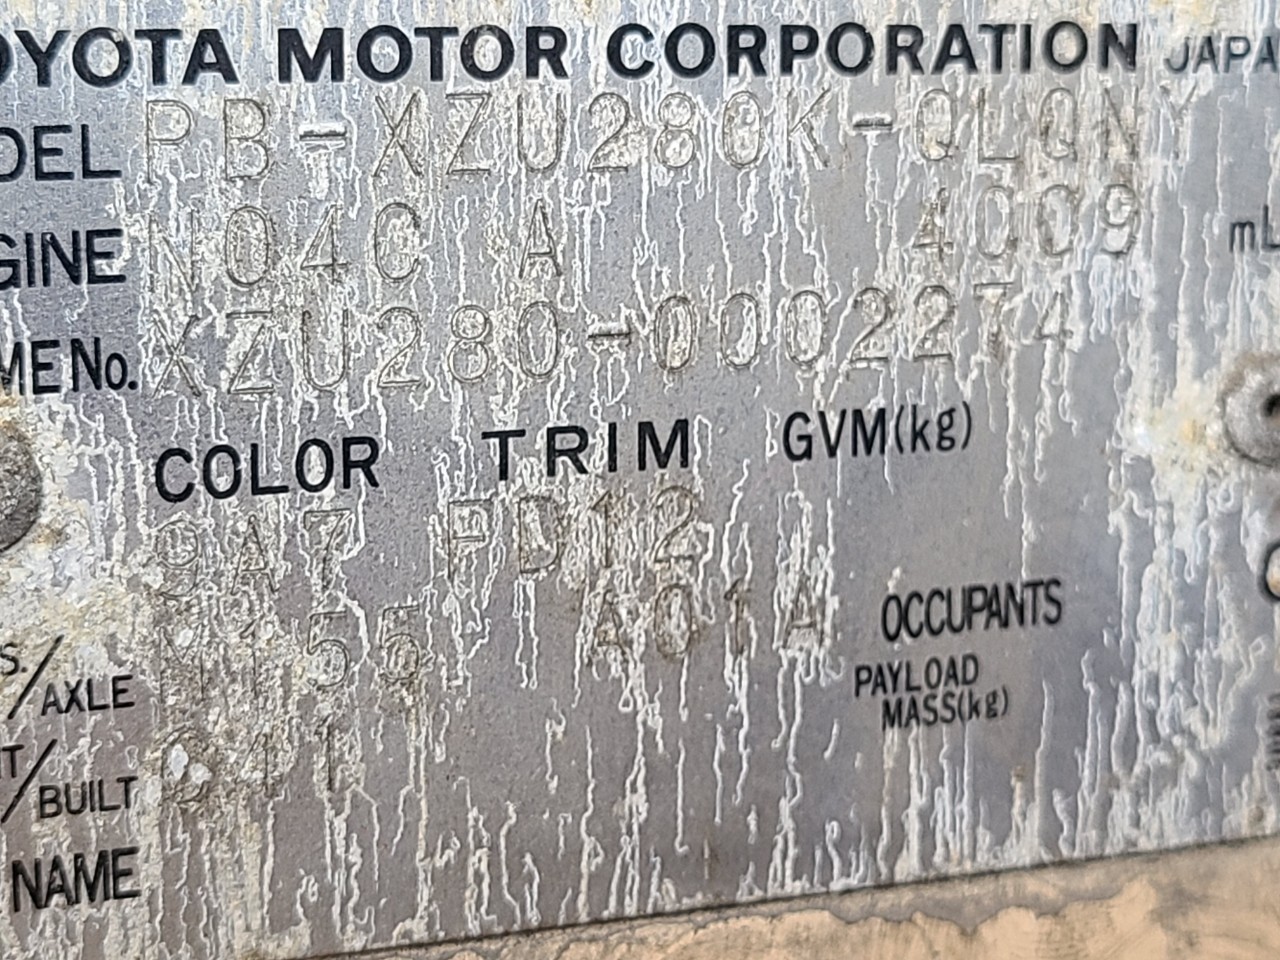 OYOTA MOTOR CORPORATION JAPA
DEL PB-XZU280K-QLQNY
GINE N04C A 4009 mL
ME No. XZU280-0002274
COLOR TRIM GVM(kg)
9A7 FD12
S./ M155 A01A OCCUPANTS
/AXLE PAYLOAD
MASS(kg)
T/BUILT
NAME